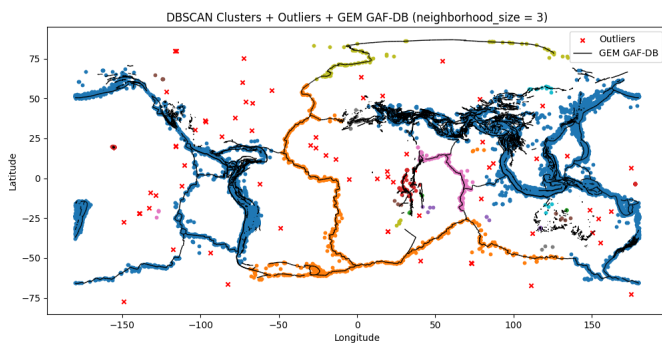 DBSCAN Clusters + Outliers + GEM GAF-DB (neighborhood_size = 3)
Outliers
GEM GAF-DB
75
50
25
0
−25
−50
−75
Latitude
−150
−100
−50
0
50
100
150
Longitude